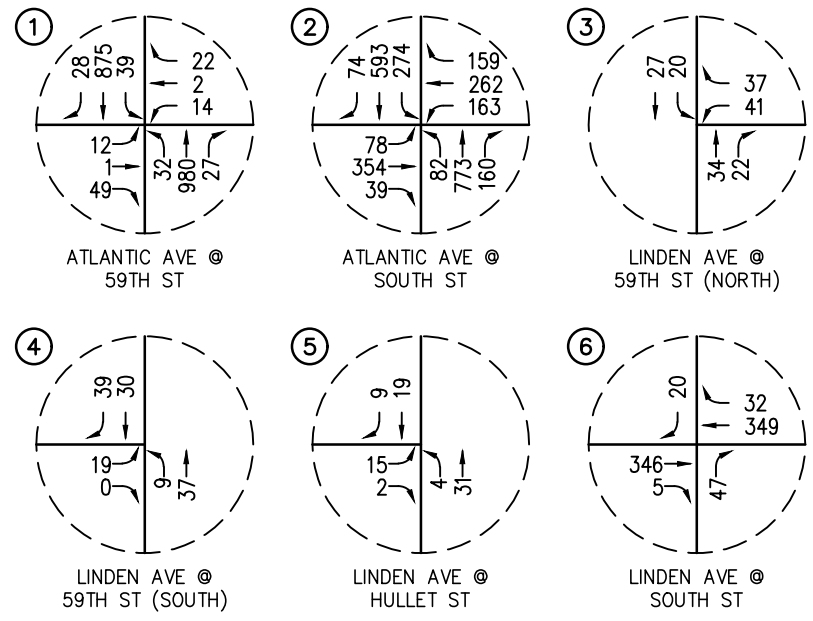 1
28 875 39
22
2
14
12
1
49
32 980 27
ATLANTIC AVE @
59TH ST
2
74 593 274
159
262
163
78
354
39
82 773 160
ATLANTIC AVE @
SOUTH ST
3
27 20
37
41
34 22
LINDEN AVE @
59TH ST (NORTH)
4
39 30
19
0
9 37
LINDEN AVE @
59TH ST (SOUTH)
5
9 19
15
2
4 31
LINDEN AVE @
HULLET ST
6
20
32
349
346
5
47
LINDEN AVE @
SOUTH ST